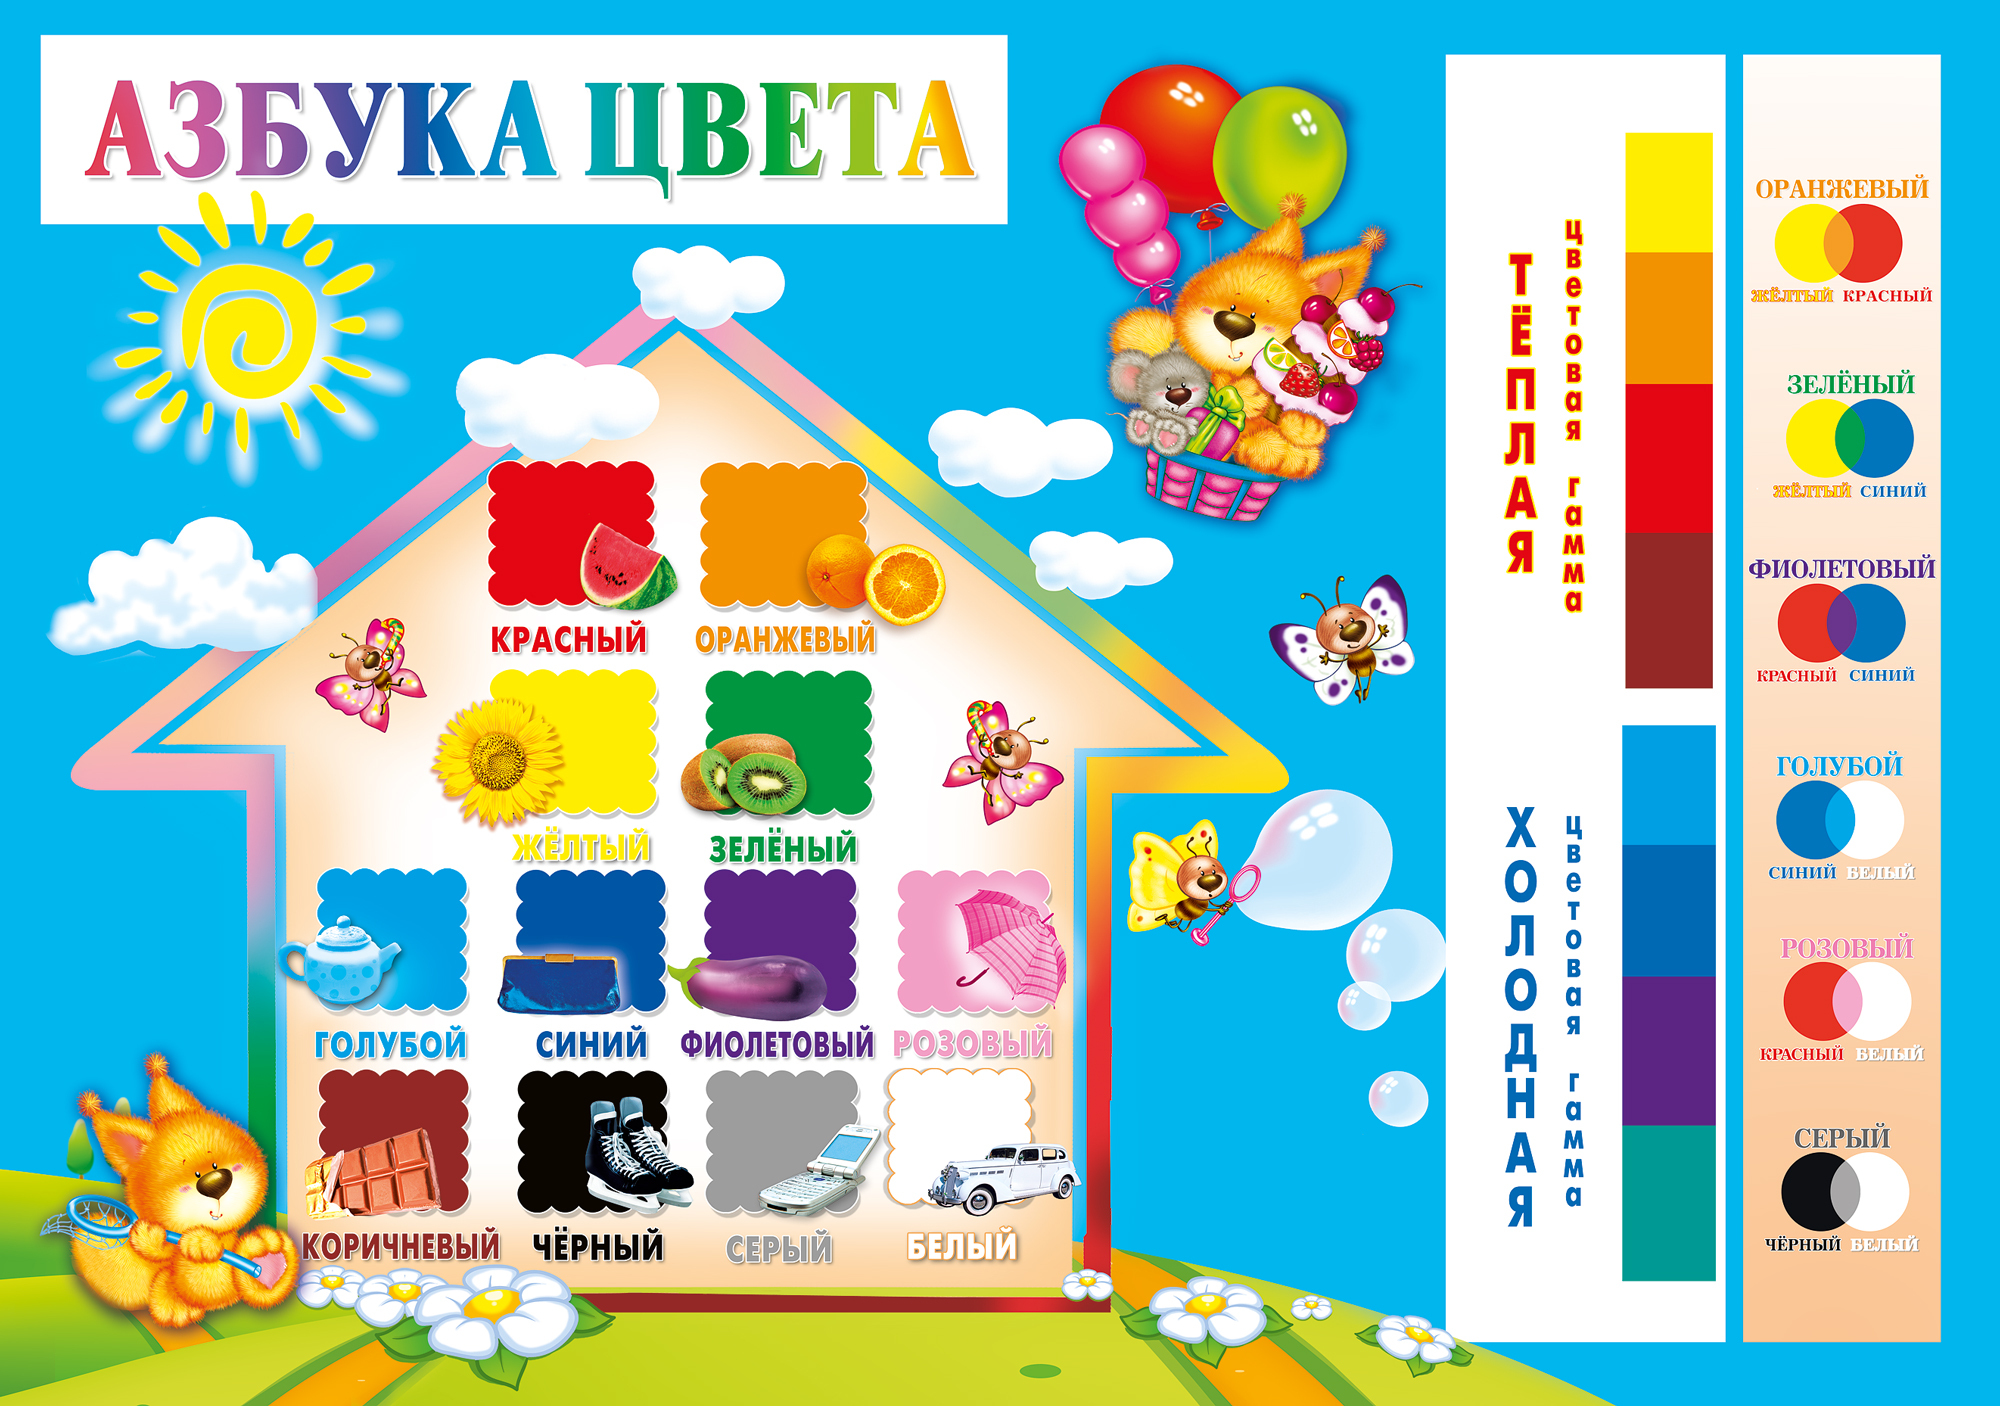 АЗБУКА ЦВЕТА
КРАСНЫЙ
ОРАНЖЕВЫЙ
ЖЁЛТЫЙ
ЗЕЛЁНЫЙ
ГОЛУБОЙ
СИНИЙ
ФИОЛЕТОВЫЙ
РОЗОВЫЙ
КОРИЧНЕВЫЙ
ЧЁРНЫЙ
СЕРЫЙ
БЕЛЫЙ
ТЁПЛАЯ
цветовая гамма
ХОЛОДНАЯ
цветовая гамма
ОРАНЖЕВЫЙ
ЖЁЛТЫЙ КРАСНЫЙ
ЗЕЛЁНЫЙ
ЖЁЛТЫЙ СИНИЙ
ФИОЛЕТОВЫЙ
КРАСНЫЙ СИНИЙ
ГОЛУБОЙ
СИНИЙ БЕЛЫЙ
РОЗОВЫЙ
КРАСНЫЙ БЕЛЫЙ
СЕРЫЙ
ЧЁРНЫЙ БЕЛЫЙ